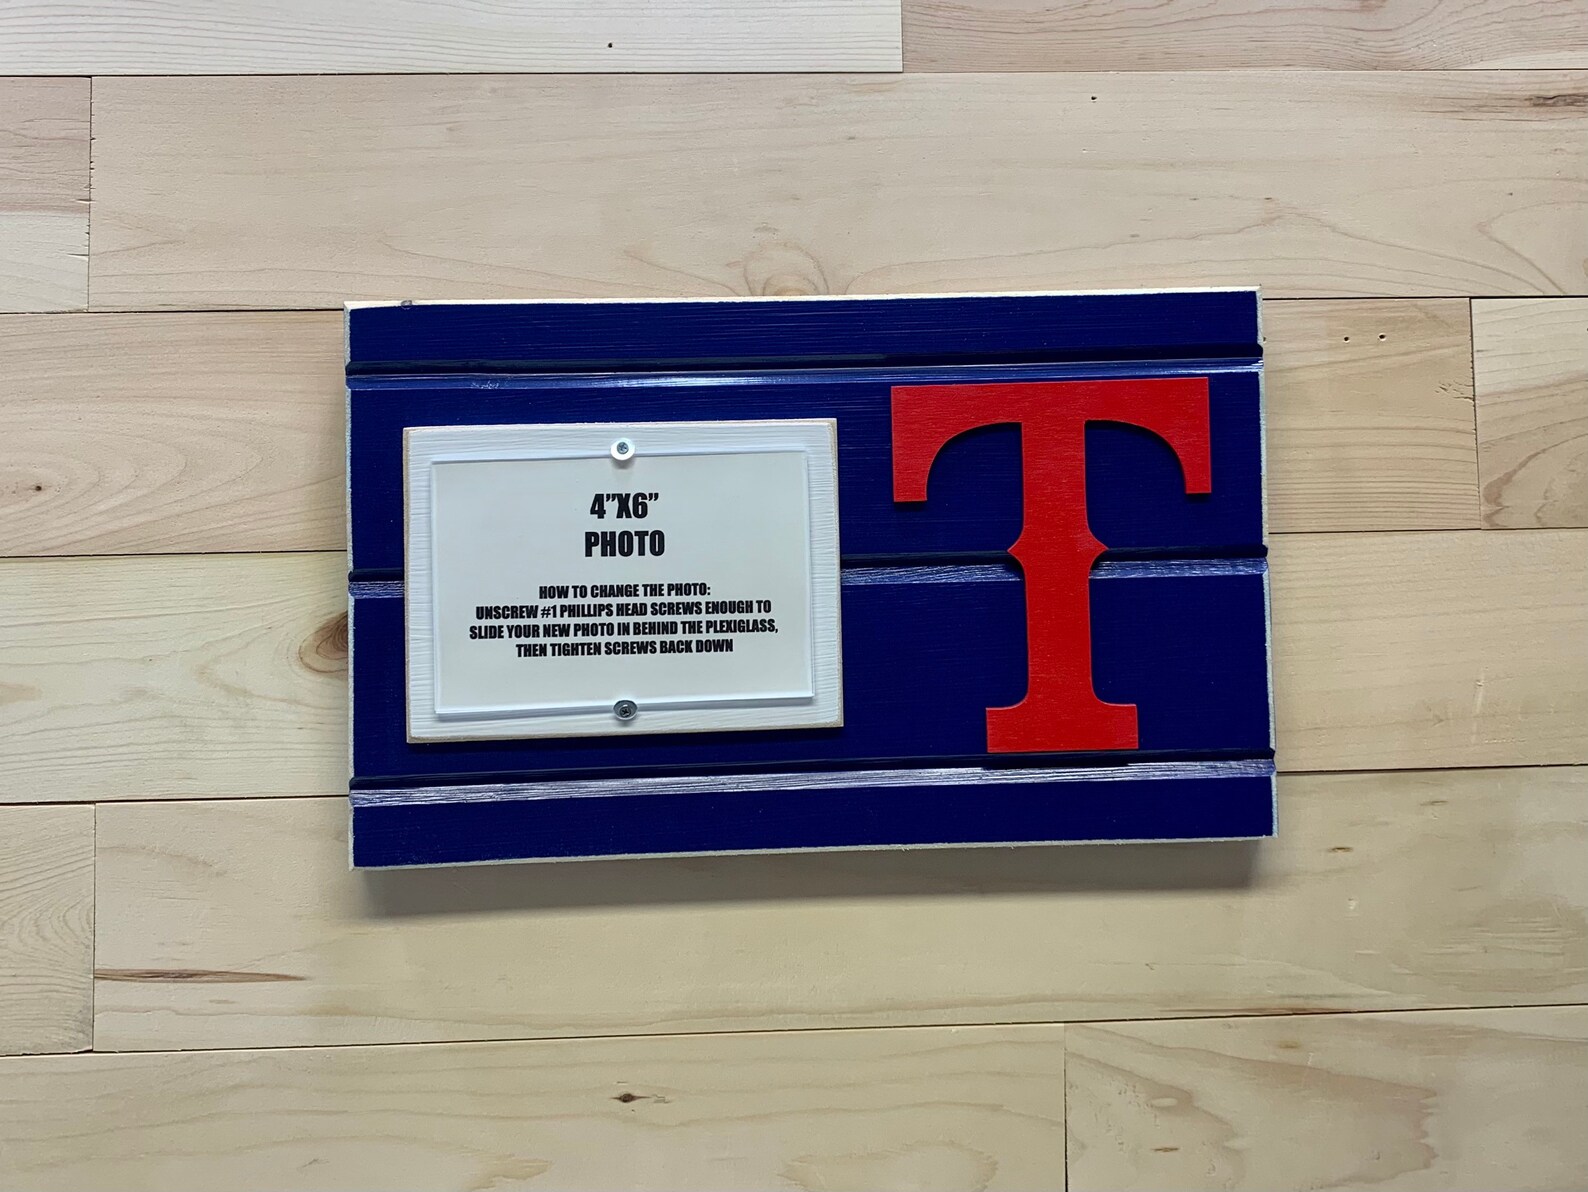 4”X6”
PHOTO
HOW TO CHANGE THE PHOTO:
UNSCREW #1 PHILLIPS HEAD SCREWS ENOUGH TO
SLIDE YOUR NEW PHOTO IN BEHIND THE PLEXIGLASS,
THEN TIGHTEN SCREWS BACK DOWN
T